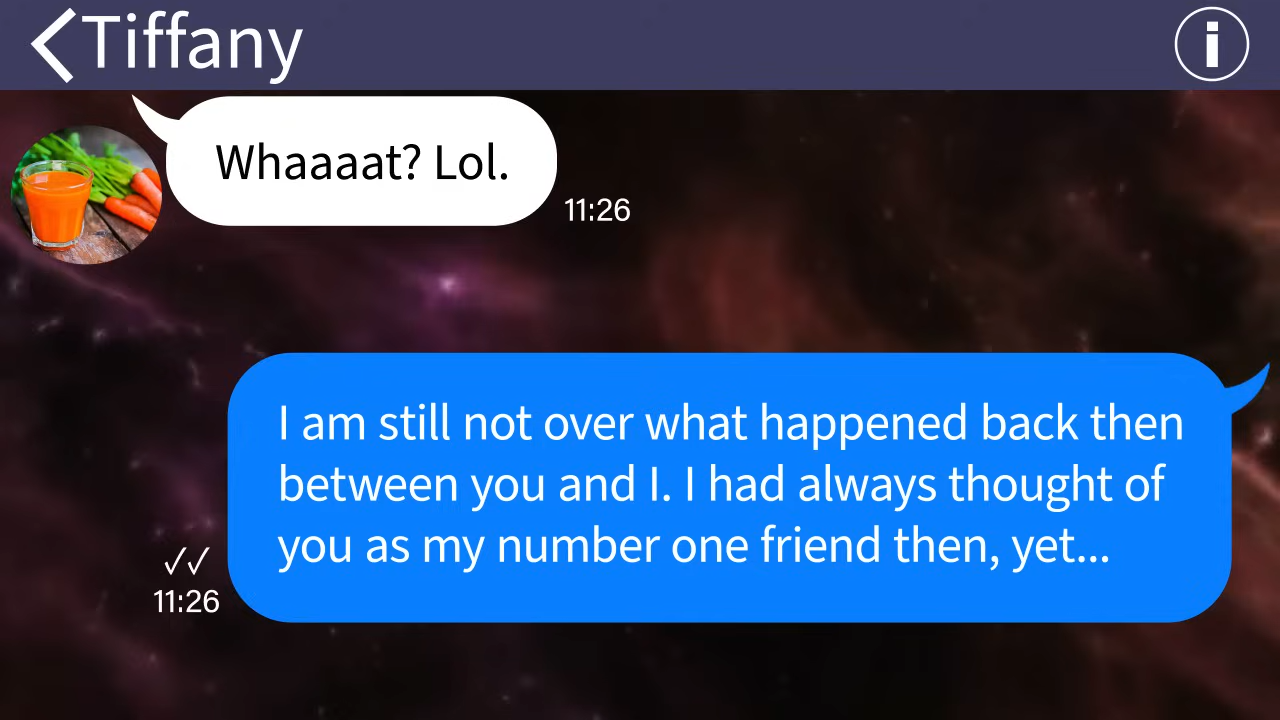 Tiffany
Whaaaat? Lol.
11:26
I am still not over what happened back then
between you and I. I had always thought of
you as my number one friend then, yet...
✓✓
11:26